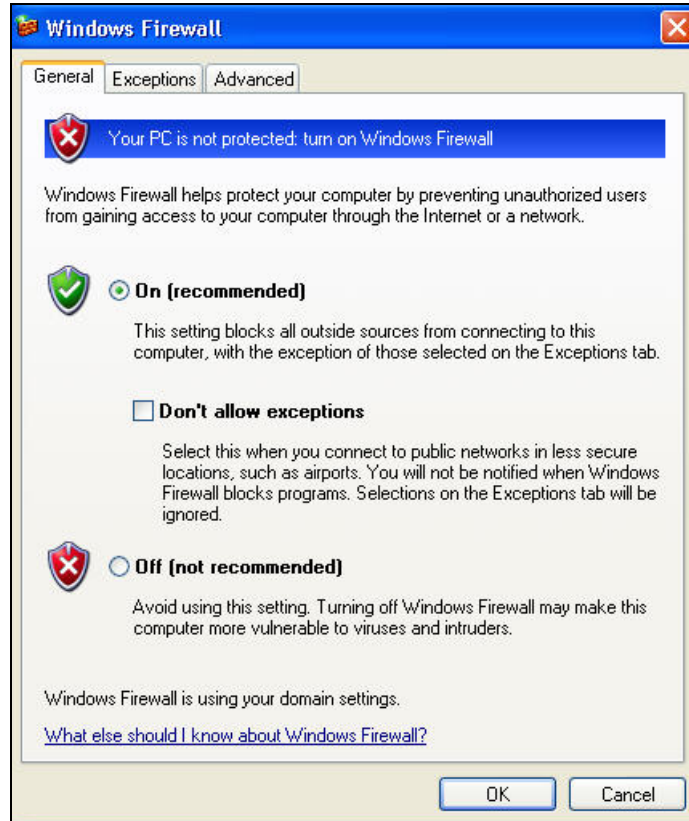 Windows Firewall
General
Exceptions
Advanced
Your PC is not protected: turn on Windows Firewall
Windows Firewall helps protect your computer by preventing unauthorized users
from gaining access to your computer through the Internet or a network.
On (recommended)
This setting blocks all outside sources from connecting to this
computer, with the exception of those selected on the Exceptions tab.
Don't allow exceptions
Select this when you connect to public networks in less secure
locations, such as airports. You will not be notified when Windows
Firewall blocks programs. Selections on the Exceptions tab will be
ignored.
Off (not recommended)
Avoid using this setting. Turning off Windows Firewall may make this
computer more vulnerable to viruses and intruders.
Windows Firewall is using your domain settings.
What else should I know about Windows Firewall?
OK
Cancel